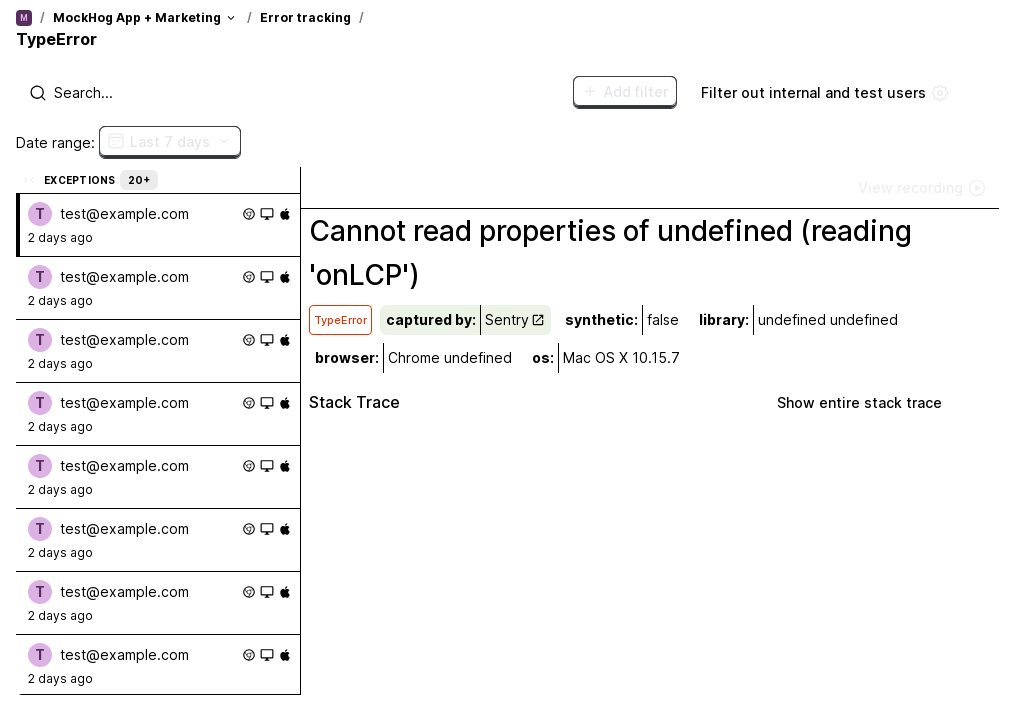 M / MockHog App + Marketing / Error tracking /
TypeError
Search...
Add filter
Filter out internal and test users
Date range: Last 7 days
EXCEPTIONS 20+
T test@example.com
2 days ago
T test@example.com
2 days ago
T test@example.com
2 days ago
T test@example.com
2 days ago
T test@example.com
2 days ago
T test@example.com
2 days ago
T test@example.com
2 days ago
T test@example.com
2 days ago
View recording
Cannot read properties of undefined (reading
'onLCP')
TypeError captured by: Sentry synthetic: false library: undefined undefined
browser: Chrome undefined os: Mac OS X 10.15.7
Stack Trace Show entire stack trace